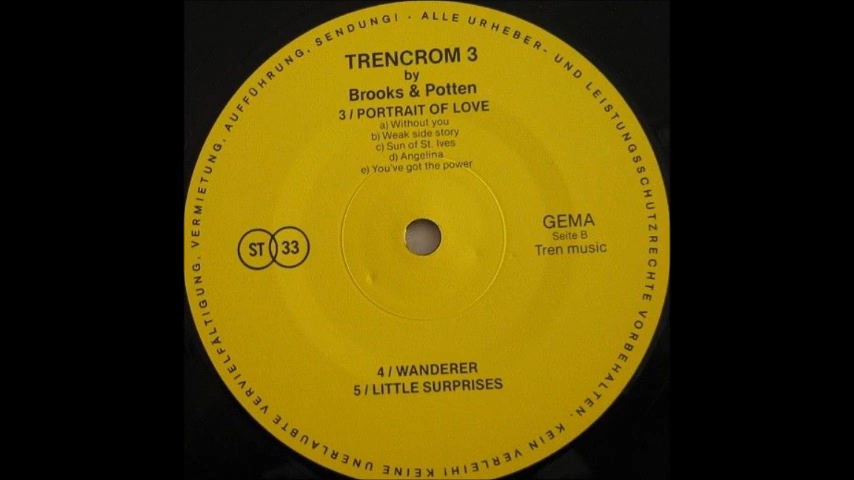 TRENCROM 3
by
Brooks & Potten
3 / PORTRAIT OF LOVE
a) Without you
b) Weak side story
c) Sun of St. Ives
d) Angelina
e) You've got the power
ST 33
GEMA
Seite B
Tren music
4 / WANDERER
5 / LITTLE SURPRISES
ALLE URHEBER- UND LEISTUNGSSCHUTZRECHTE VORBEHALTEN. KEIN VERLEIH! KEINE UNERLAUBTE VERVIELFÄLTIGUNG, VERMIETUNG, AUFFÜHRUNG, SENDUNG! ·